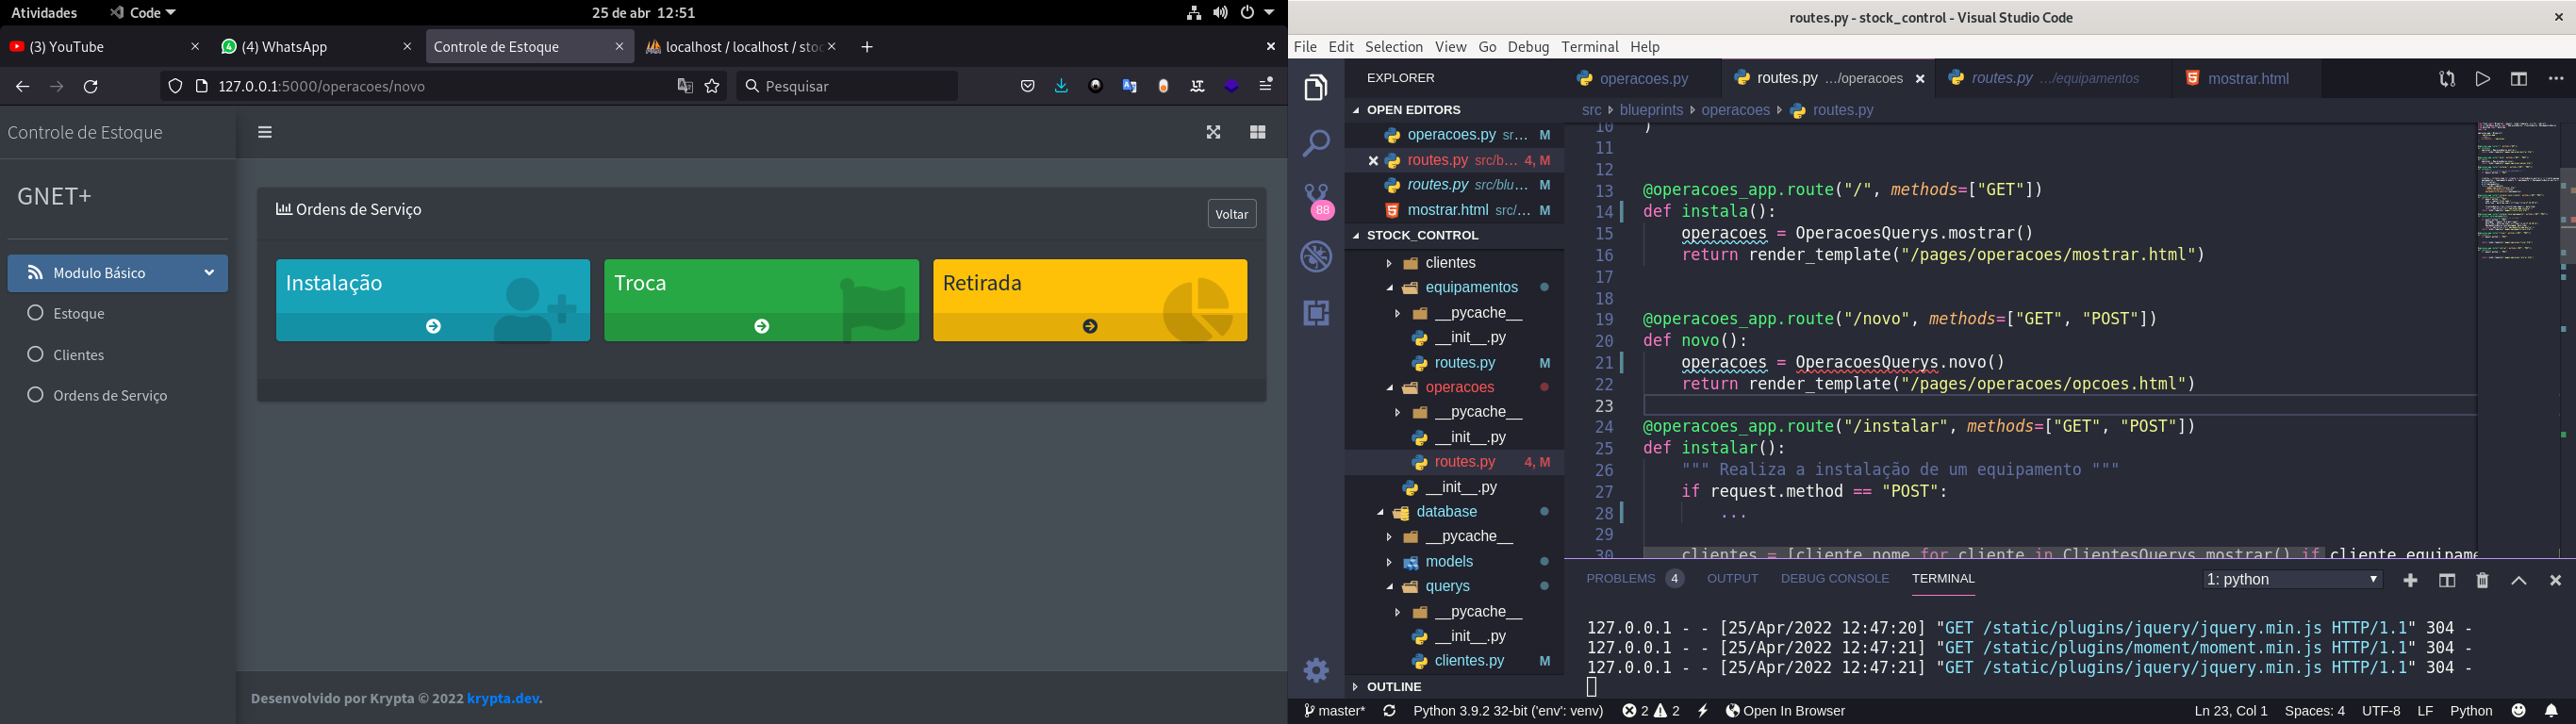 Atividades
Code
25 de abr 12:51
(3) YouTube
(4) WhatsApp
Controle de Estoque
localhost / localhost / stoc
127.0.0.1:5000/operacoes/novo
Pesquisar
Controle de Estoque
GNET+
Modulo Básico
Estoque
Clientes
Ordens de Serviço
Ordens de Serviço
Voltar
Instalação
Troca
Retirada
Desenvolvido por Krypta © 2022 krypta.dev.
routes.py - stock_control - Visual Studio Code
File Edit Selection View Go Debug Terminal Help
88
EXPLORER
OPEN EDITORS
operacoes.py sr... M
routes.py src/b... 4, M
routes.py src/blu... M
mostrar.html src/... M
STOCK_CONTROL
clientes
equipamentos
__pycache__
__init__.py
routes.py M
operacoes
__pycache__
__init__.py
routes.py 4, M
__init__.py
database
__pycache__
models
querys
__pycache__
__init__.py
clientes.py M
OUTLINE
operacoes.py
routes.py .../operacoes
routes.py .../equipamentos
mostrar.html
src blueprints operacoes routes.py
10 )
11
12
13 @operacoes_app.route("/", methods=["GET"])
14 def instala():
15 operacoes = OperacoesQuerys.mostrar()
16 return render_template("/pages/operacoes/mostrar.html")
17
18
19 @operacoes_app.route("/novo", methods=["GET", "POST"])
20 def novo():
21 operacoes = OperacoesQuerys.novo()
22 return render_template("/pages/operacoes/opcoes.html")
23
24 @operacoes_app.route("/instalar", methods=["GET", "POST"])
25 def instalar():
26 """ Realiza a instalação de um equipamento """
27 if request.method == "POST":
28 ...
29
30 clientes = [cliente.nome for cliente in ClientesQuerys.mostrar() if cliente.equipame
PROBLEMS 4 OUTPUT DEBUG CONSOLE TERMINAL
1: python
127.0.0.1 - - [25/Apr/2022 12:47:20] "GET /static/plugins/jquery/jquery.min.js HTTP/1.1" 304 -
127.0.0.1 - - [25/Apr/2022 12:47:21] "GET /static/plugins/moment/moment.min.js HTTP/1.1" 304 -
127.0.0.1 - - [25/Apr/2022 12:47:21] "GET /static/plugins/jquery/jquery.min.js HTTP/1.1" 304 -
master* Python 3.9.2 32-bit ('env': venv) 2 2 Open In Browser
Ln 23, Col 1 Spaces: 4 UTF-8 LF Python